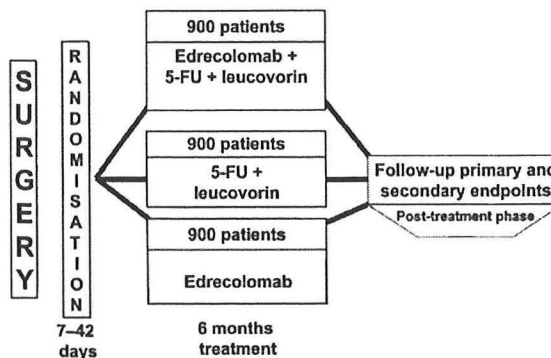 SURGERY
RANDOMISATION
7–42
days
900 patients
Edrecolomab +
5-FU + leucovorin
900 patients
5-FU +
leucovorin
900 patients
Edrecolomab
6 months
treatment
Follow-up primary and
secondary endpoints
Post-treatment phase